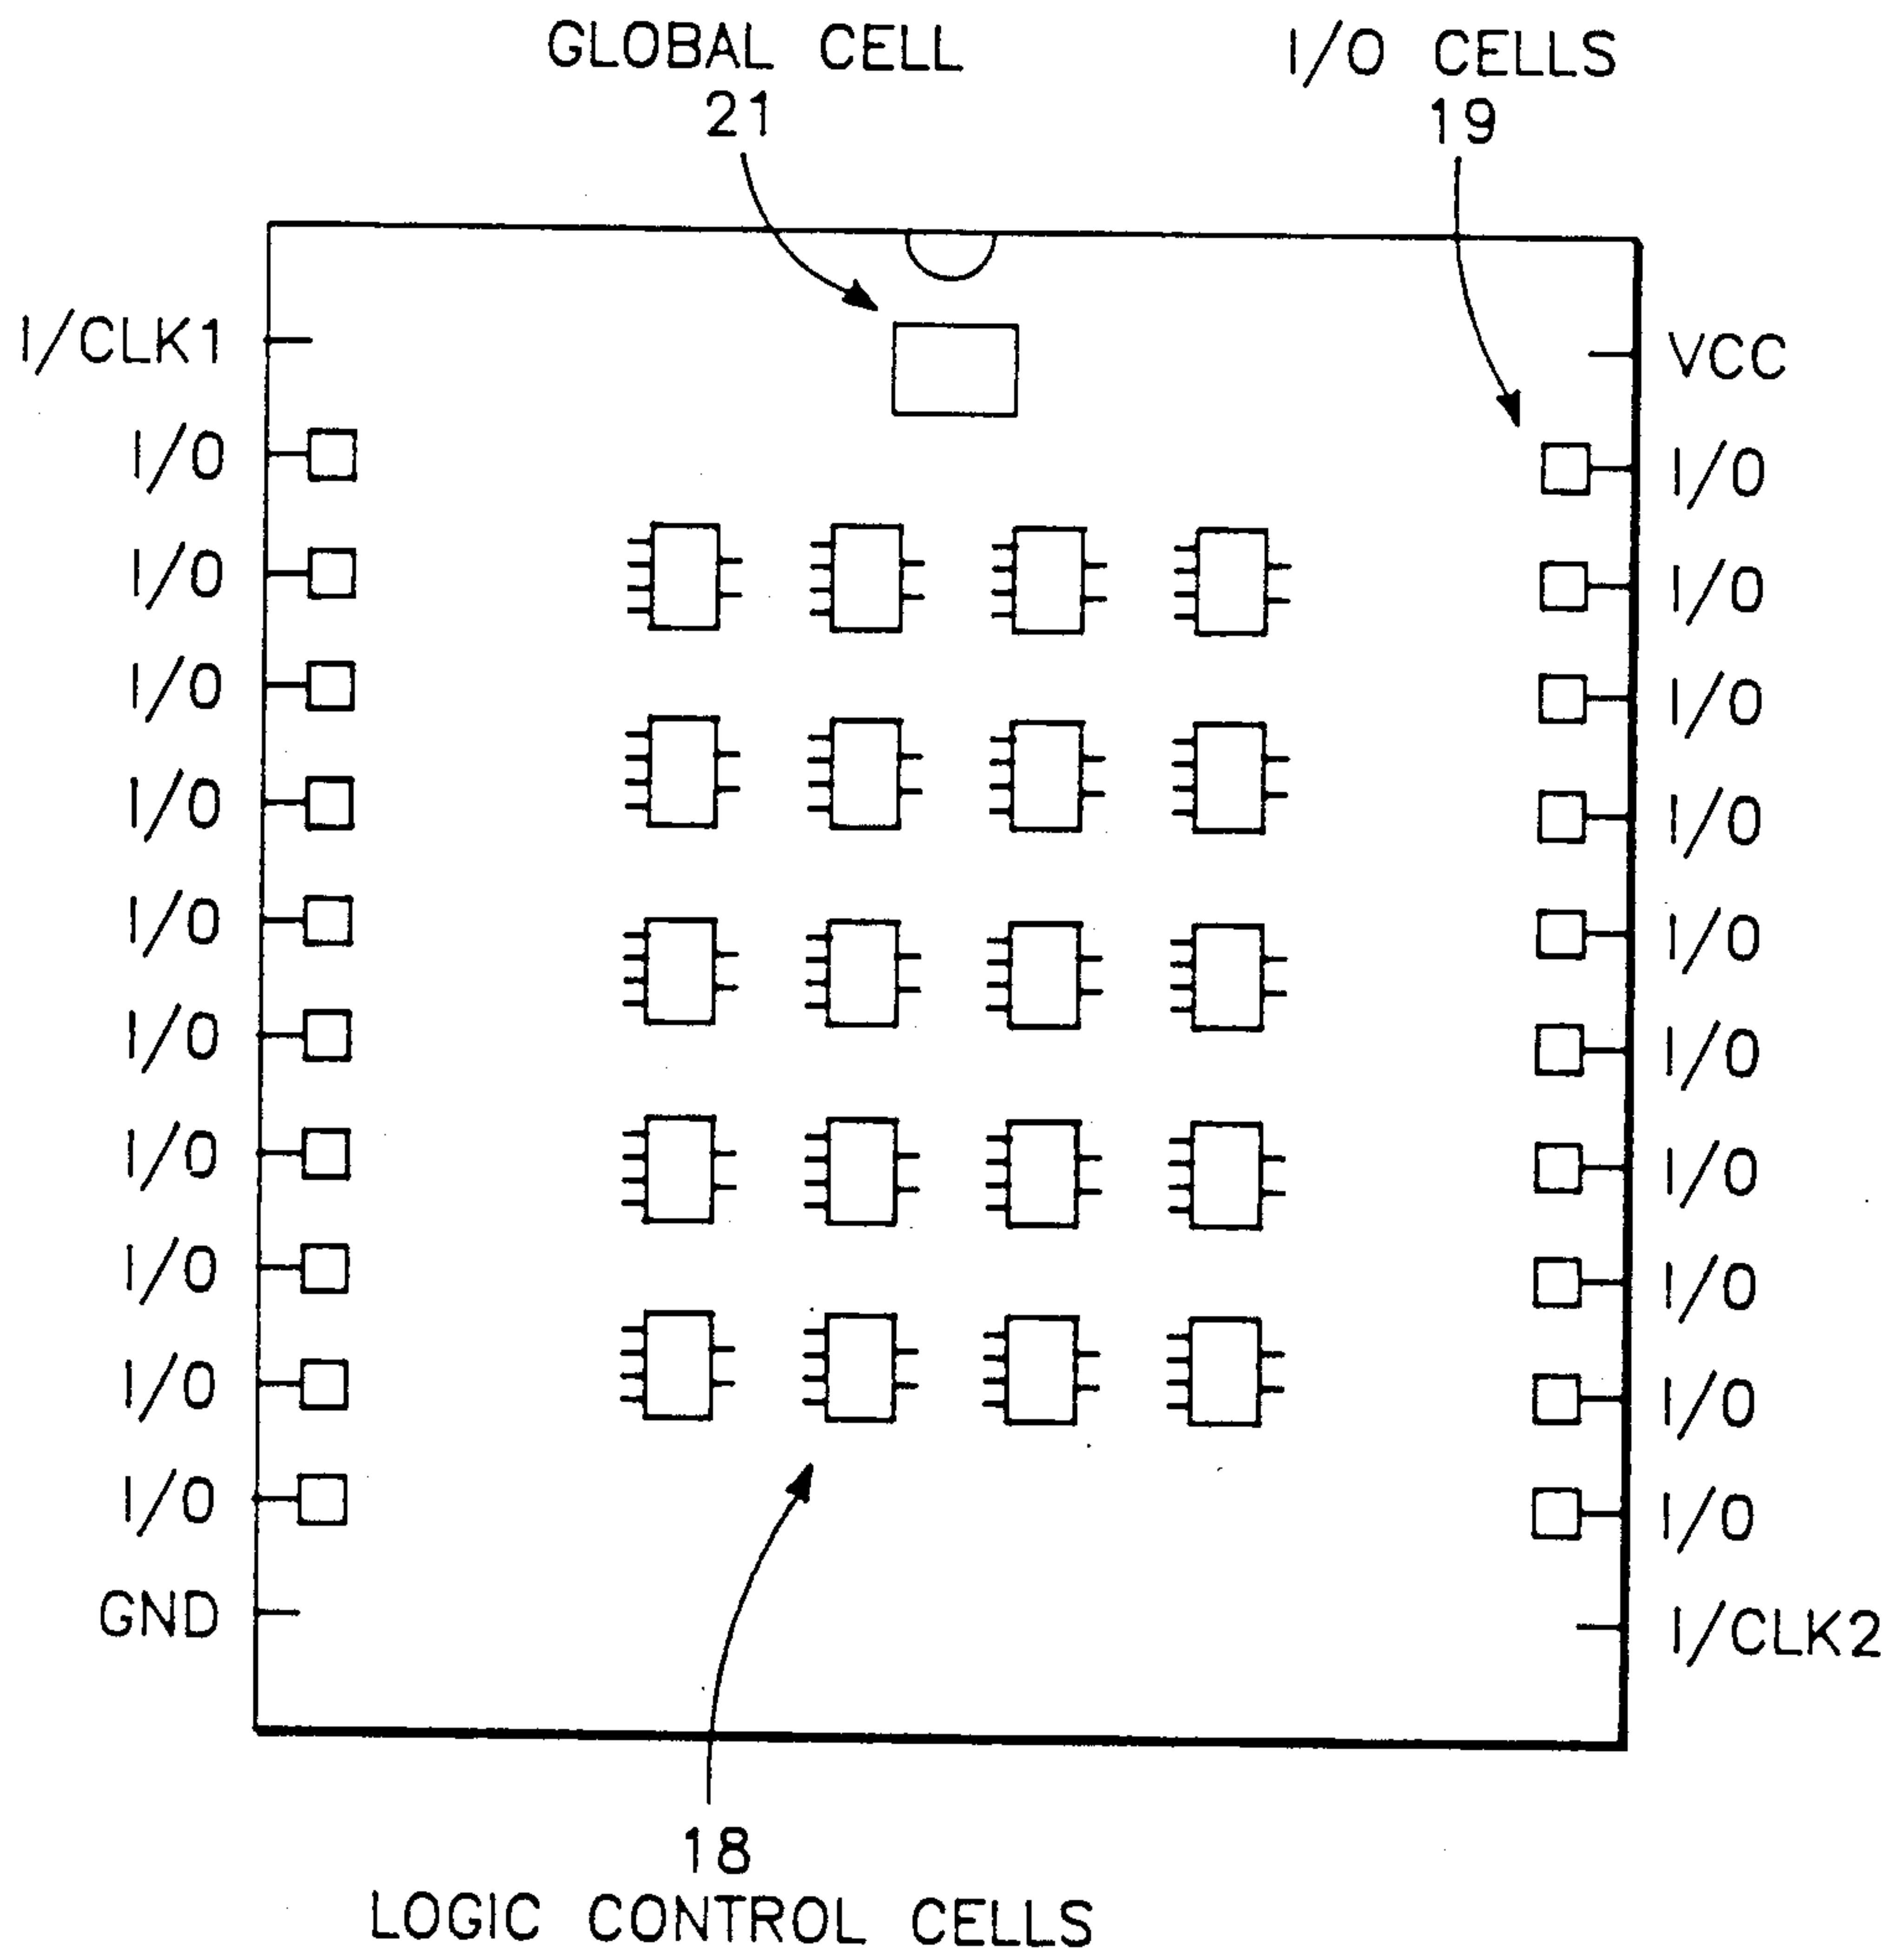 GLOBAL CELL
21
I/O CELLS
19
I/CLK1
I/O
I/O
I/O
I/O
I/O
I/O
I/O
I/O
I/O
I/O
GND
VCC
I/O
I/O
I/O
I/O
I/O
I/O
I/O
I/O
I/O
I/O
I/CLK2
18
LOGIC CONTROL CELLS